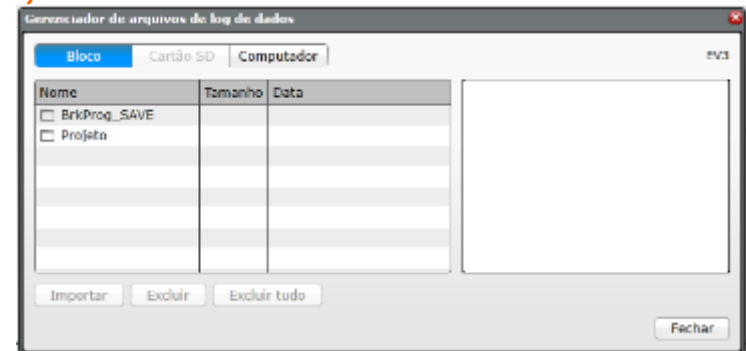 Gerenciador de arquivos de log de dados
Bloco Cartão SD Computador EV3
Nome Tamanho Data
BrkProg_SAVE
Projeto
Importar Excluir Excluir tudo
Fechar